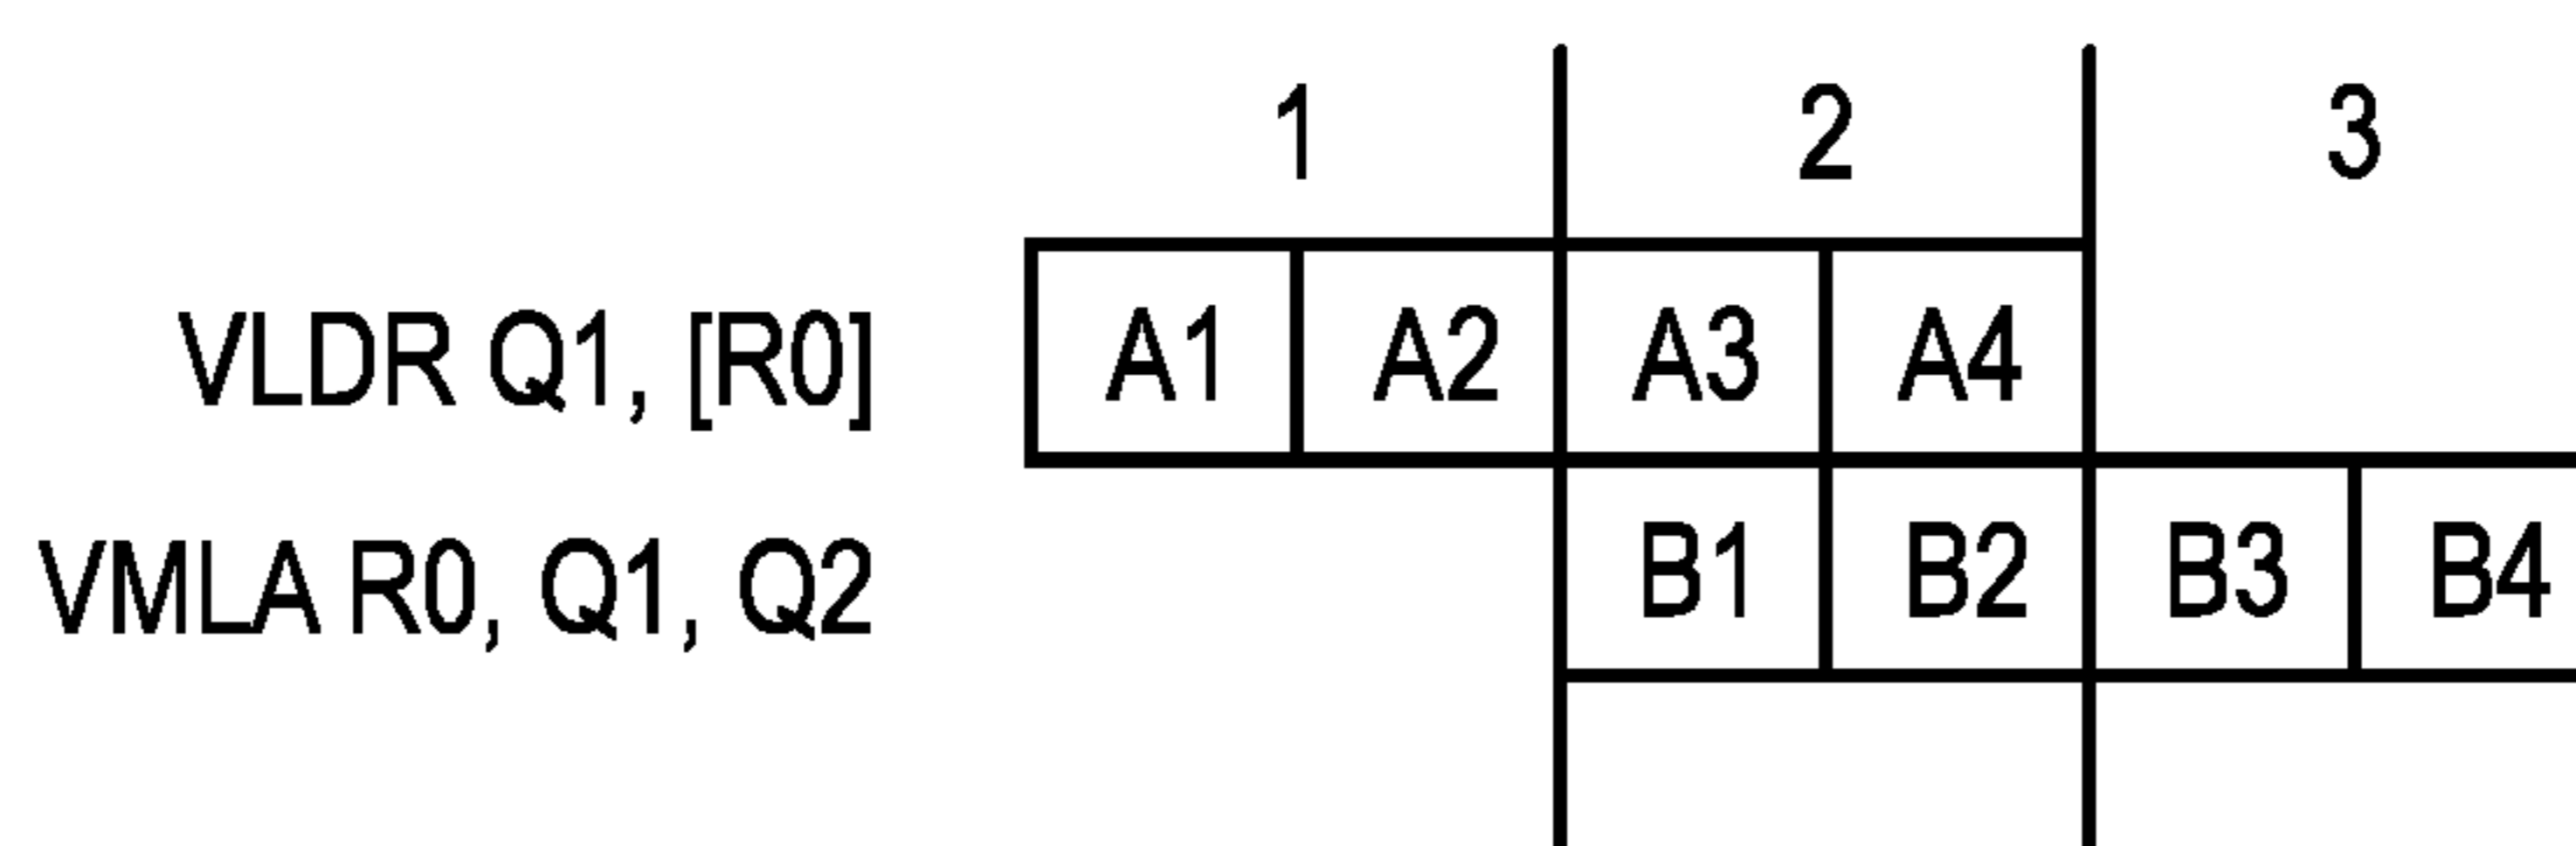 1 2 3
VLDR Q1, [R0] A1 A2 A3 A4
VMLA R0, Q1, Q2 B1 B2 B3 B4